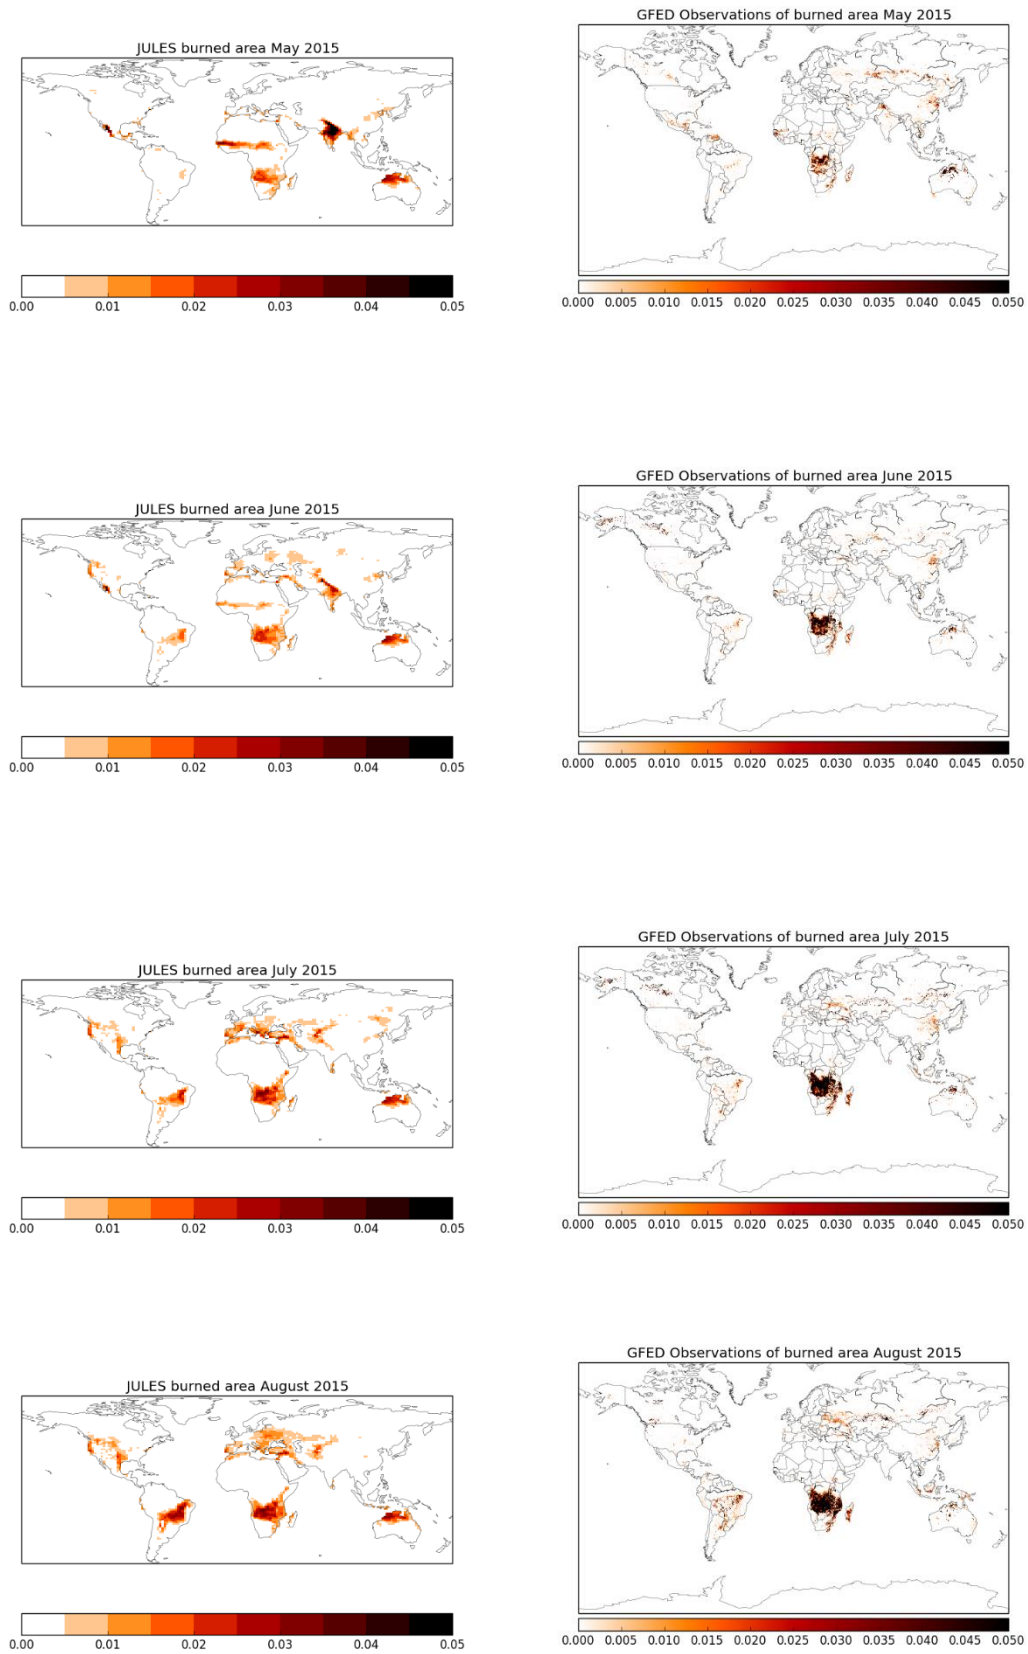 JULES burned area May 2015
0.00 0.01 0.02 0.03 0.04 0.05
GFED Observations of burned area May 2015
0.000 0.005 0.010 0.015 0.020 0.025 0.030 0.035 0.040 0.045 0.050
JULES burned area June 2015
0.00 0.01 0.02 0.03 0.04 0.05
GFED Observations of burned area June 2015
0.000 0.005 0.010 0.015 0.020 0.025 0.030 0.035 0.040 0.045 0.050
JULES burned area July 2015
0.00 0.01 0.02 0.03 0.04 0.05
GFED Observations of burned area July 2015
0.000 0.005 0.010 0.015 0.020 0.025 0.030 0.035 0.040 0.045 0.050
JULES burned area August 2015
0.00 0.01 0.02 0.03 0.04 0.05
GFED Observations of burned area August 2015
0.000 0.005 0.010 0.015 0.020 0.025 0.030 0.035 0.040 0.045 0.050